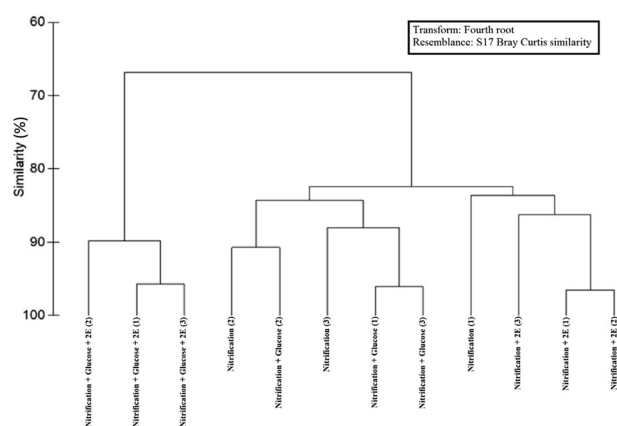 Transform: Fourth root
Resemblance: S17 Bray Curtis similarity
Similarity (%)
60
70
80
90
100
Nitrification + Glucose + 2E (2)
Nitrification + Glucose + 2E (1)
Nitrification + Glucose + 2E (3)
Nitrification (2)
Nitrification + Glucose (2)
Nitrification (3)
Nitrification + Glucose (1)
Nitrification + Glucose (3)
Nitrification (1)
Nitrification + 2E (3)
Nitrification + 2E (1)
Nitrification + 2E (2)